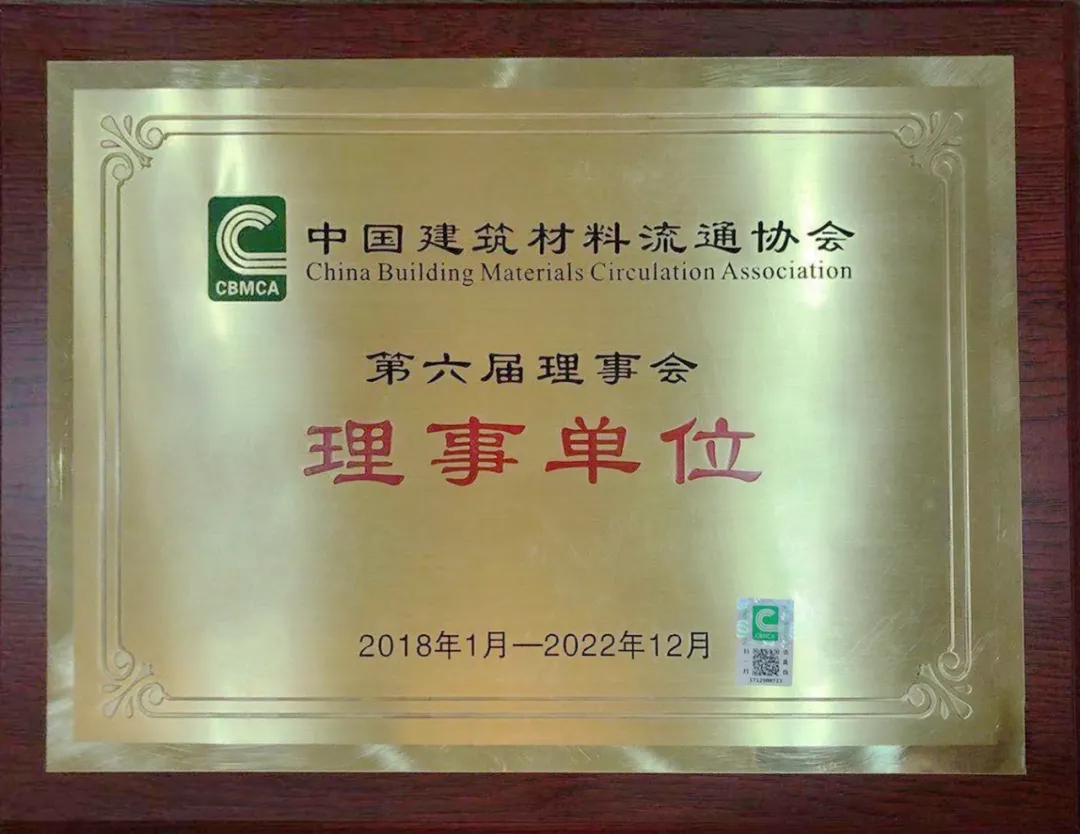 CBMCA
中国建筑材料流通协会
China Building Materials Circulation Association
第六届理事会
理事单位
2018年1月—2022年12月
CBMCA